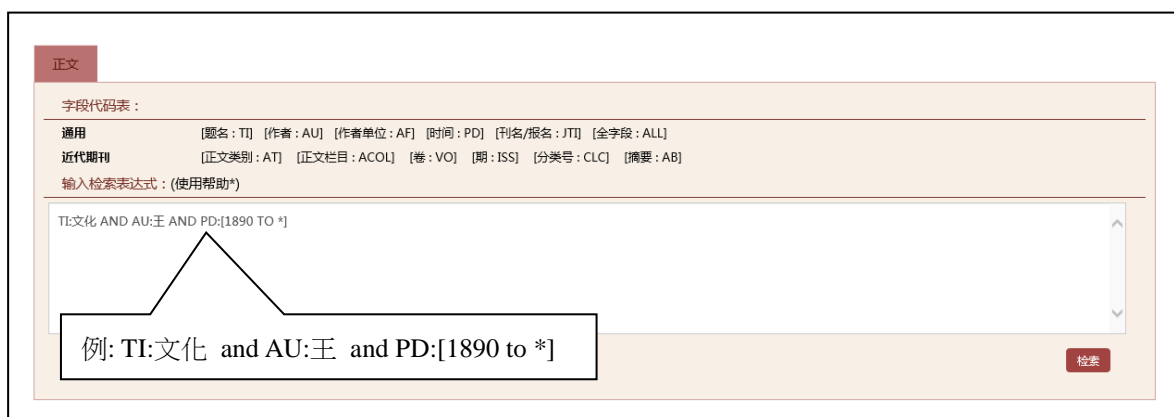 正文
字段代码表：
通用 [题名 : TI] [作者 : AU] [作者单位 : AF] [时间 : PD] [刊名/报名 : JTI] [全字段 : ALL]
近代期刊 [正文类别 : AT] [正文栏目 : ACOL] [卷 : VO] [期 : ISS] [分类号 : CLC] [摘要 : AB]
输入检索表达式：(使用帮助*)
TI:文化 AND AU:王 AND PD:[1890 TO *]
例: TI:文化 and AU:王 and PD:[1890 to *]
检索